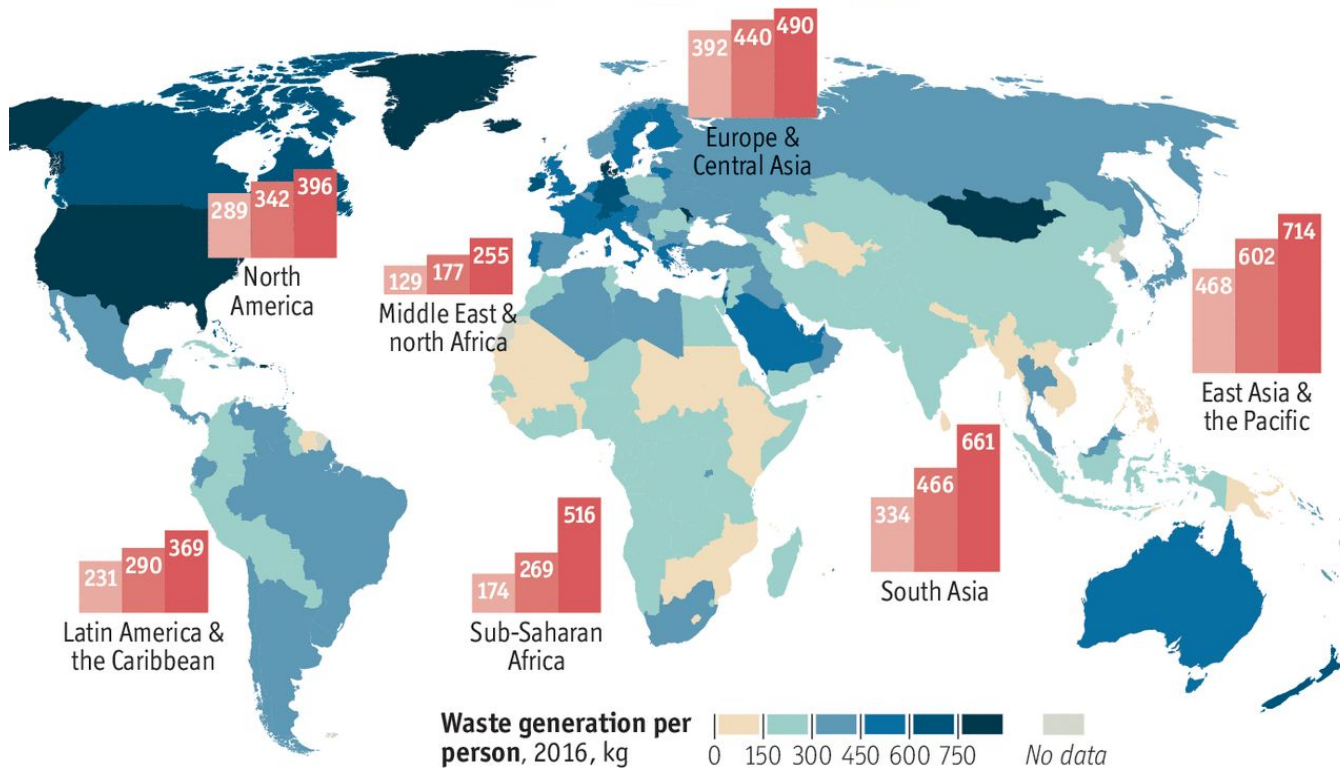 392 440 490
Europe &
Central Asia
289 342 396
North
America
129 177 255
Middle East &
north Africa
468 602 714
East Asia &
the Pacific
334 466 661
South Asia
174 269 516
Sub-Saharan
Africa
231 290 369
Latin America &
the Caribbean
Waste generation per
person, 2016, kg
0 150 300 450 600 750
No data